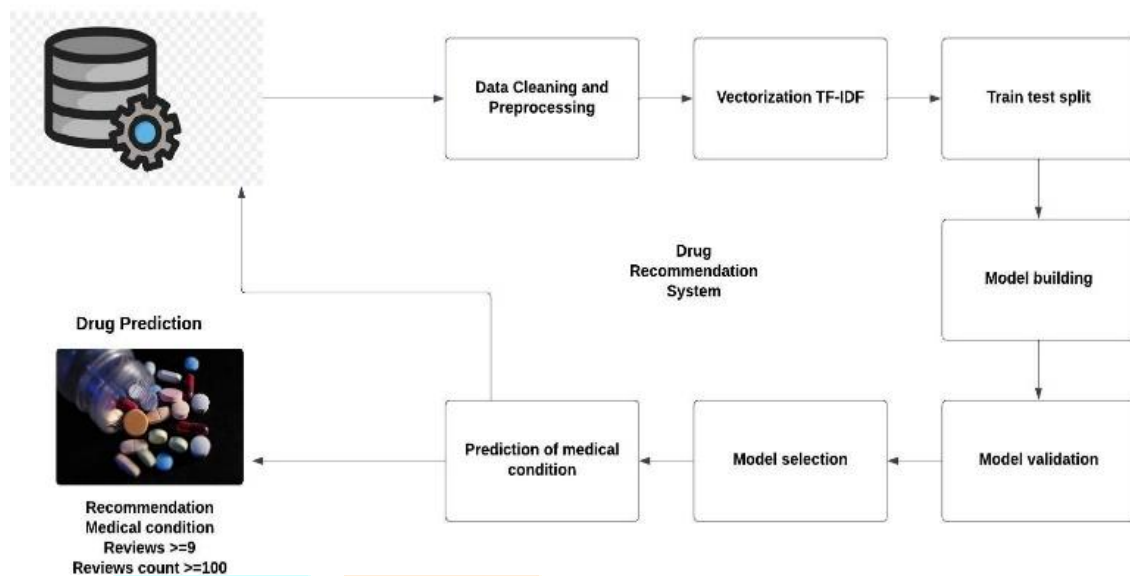 Data Cleaning and
Preprocessing
Vectorization TF-IDF
Train test split
Drug
Recommendation
System
Model building
Drug Prediction
Prediction of medical
condition
Model selection
Model validation
Recommendation
Medical condition
Reviews >=9
Reviews count >=100